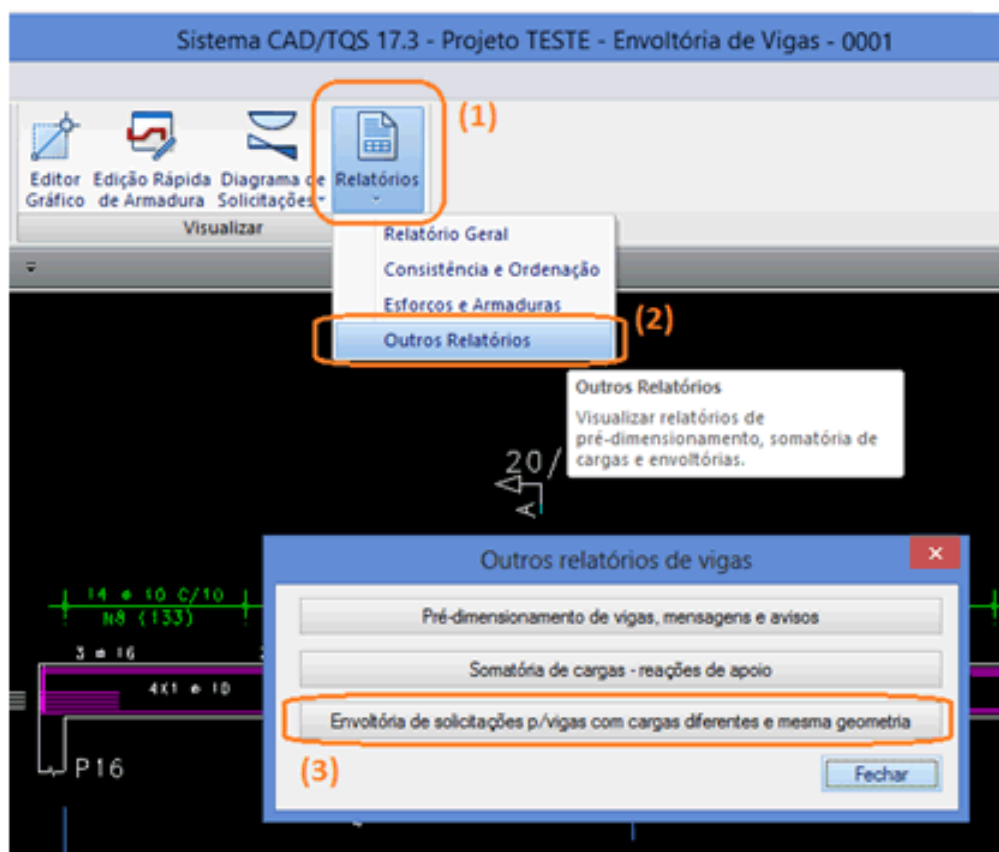 Sistema CAD/TQS 17.3 - Projeto TESTE - Envoltória de Vigas - 0001
(1)
Editor Edição Rápida Diagrama de Relatórios
Gráfico de Armadura Solicitações
Visualizar
Relatório Geral
Consistência e Ordenação
Esforços e Armaduras
Outros Relatórios
(2)
Outros Relatórios
Visualizar relatórios de
pré-dimensionamento, somatória de
cargas e envoltórias.
20/
A
Outros relatórios de vigas
14 ø 10 C/10
N8 (133)
Pré-dimensionamento de vigas, mensagens e avisos
3 ø 16
Somatória de cargas - reações de apoio
4X1 ø 10
Envoltória de solicitações p/vigas com cargas diferentes e mesma geometria
P16
(3)
Fechar